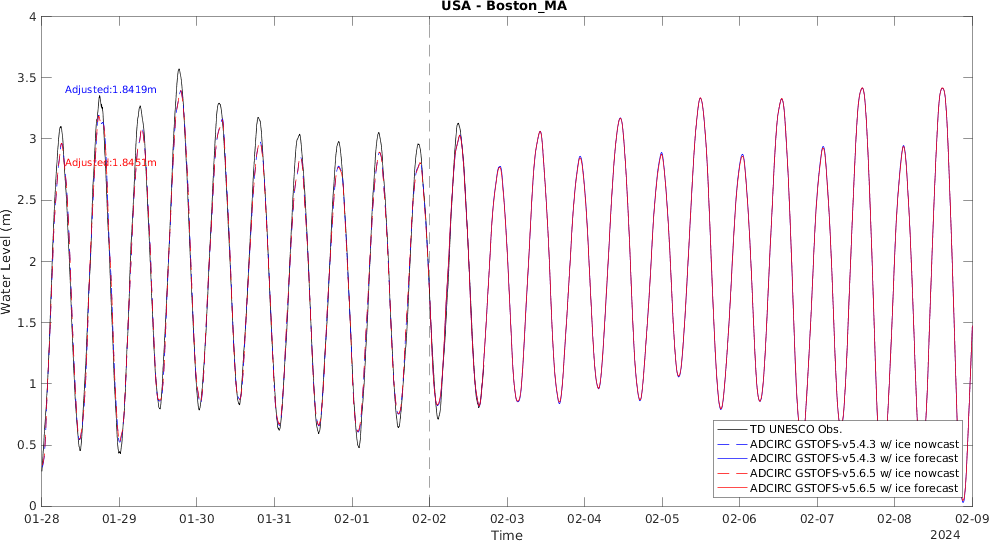 USA - Boston_MA
4
3.5
3
2.5
2
1.5
1
0.5
0
Water Level (m)
Adjusted:1.8419m
Adjusted:1.8451m
TD UNESCO Obs.
ADCIRC GSTOFS-v5.4.3 w/ ice nowcast
ADCIRC GSTOFS-v5.4.3 w/ ice forecast
ADCIRC GSTOFS-v5.6.5 w/ ice nowcast
ADCIRC GSTOFS-v5.6.5 w/ ice forecast
01-28 01-29 01-30 01-31 02-01 02-02 02-03 02-04 02-05 02-06 02-07 02-08 02-09
Time
2024